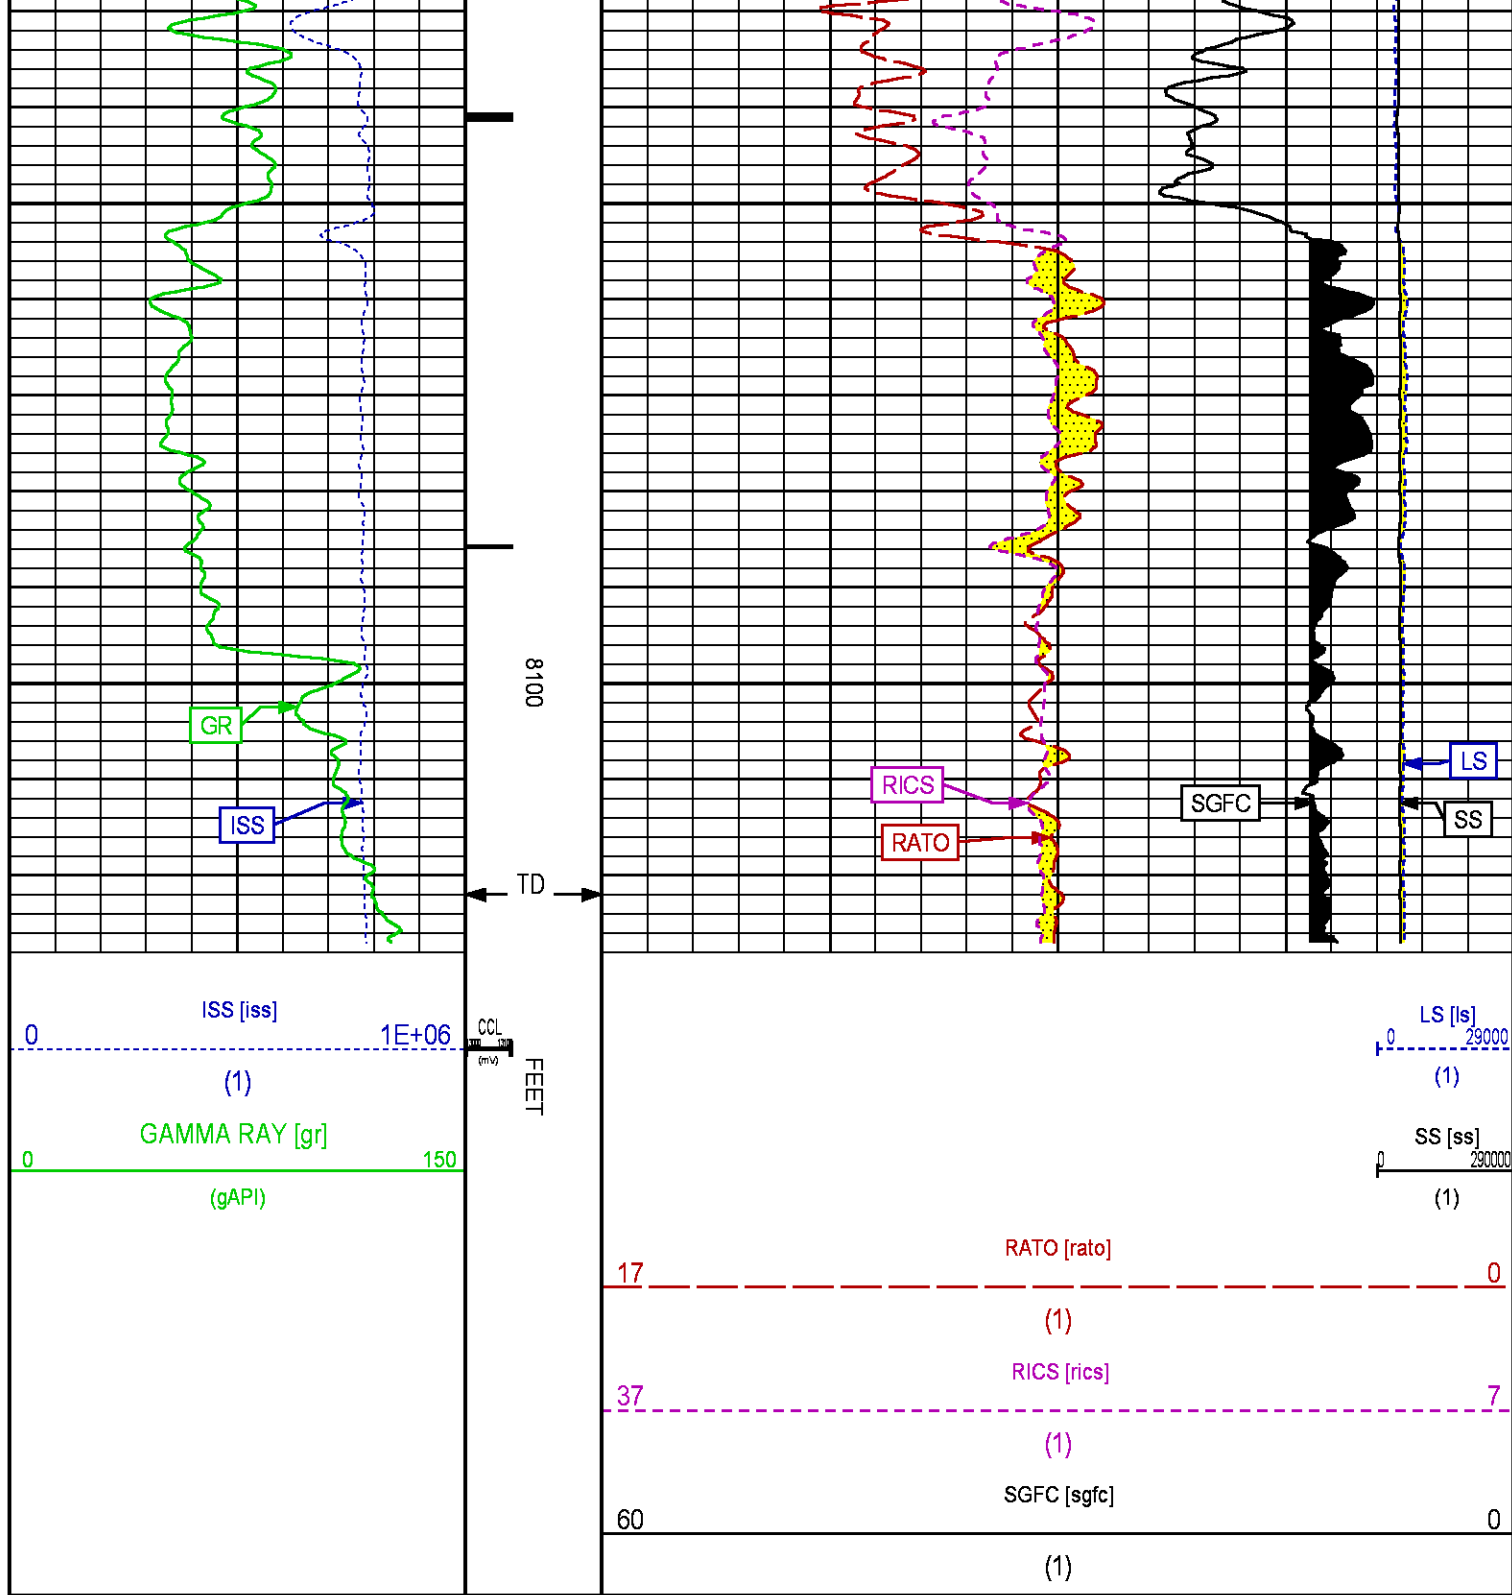 8100
GR
LS
RICS
SGFC
ISS
SS
RATO
TD
ISS [iss]
0 1E+06
(1)
CCL
(mV)
FEET
LS [ls]
0 29000
(1)
GAMMA RAY [gr]
0 150
(gAPI)
SS [ss]
0 290000
(1)
RATO [rato]
17 0
(1)
RICS [rics]
37 7
(1)
SGFC [sgfc]
60 0
(1)